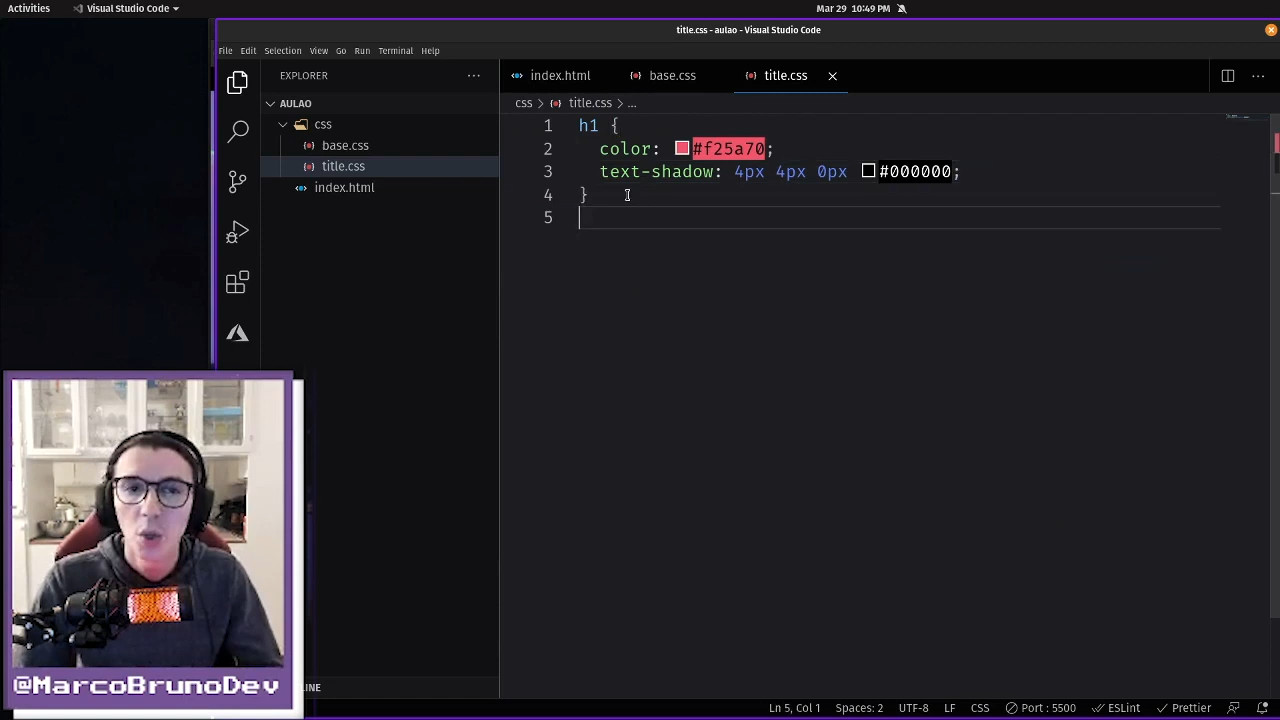 Activities
Visual Studio Code
Mar 29 10:49 PM
title.css - aulao - Visual Studio Code
File Edit Selection View Go Run Terminal Help
EXPLORER
index.html
base.css
title.css
AULAO
css > title.css > ...
css
base.css
title.css
index.html
1 h1 {
2 color: #f25a70;
3 text-shadow: 4px 4px 0px #000000;
4 }
5
@MarcoBrunoDev
LINE
Ln 5, Col 1 Spaces: 2 UTF-8 LF CSS Port : 5500 ESLint Prettier